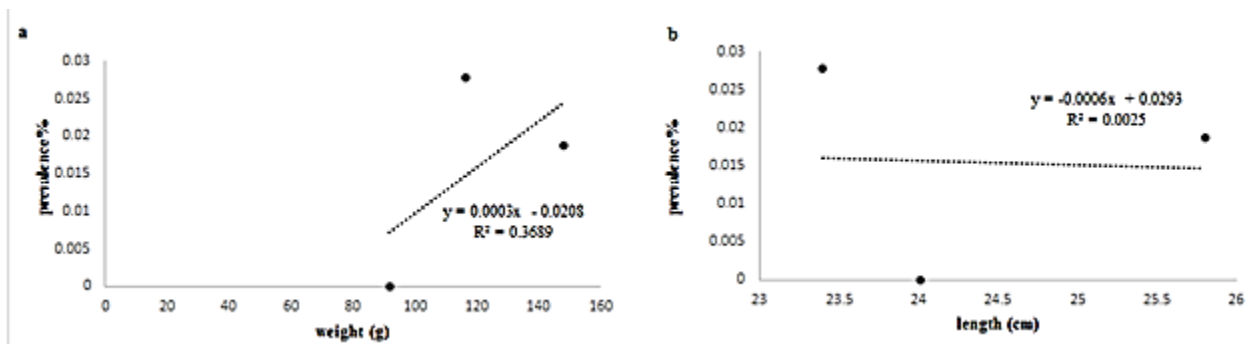 a
0.03
0.025
0.02
0.015
0.01
0.005
0
prevelence%
y = 0.0003x - 0.0208
R² = 0.3689
0 20 40 60 80 100 120 140 160
weight (g)
b
0.03
0.025
0.02
0.015
0.01
0.005
0
prevelence%
y = -0.0006x + 0.0293
R² = 0.0025
23 23.5 24 24.5 25 25.5 26
length (cm)